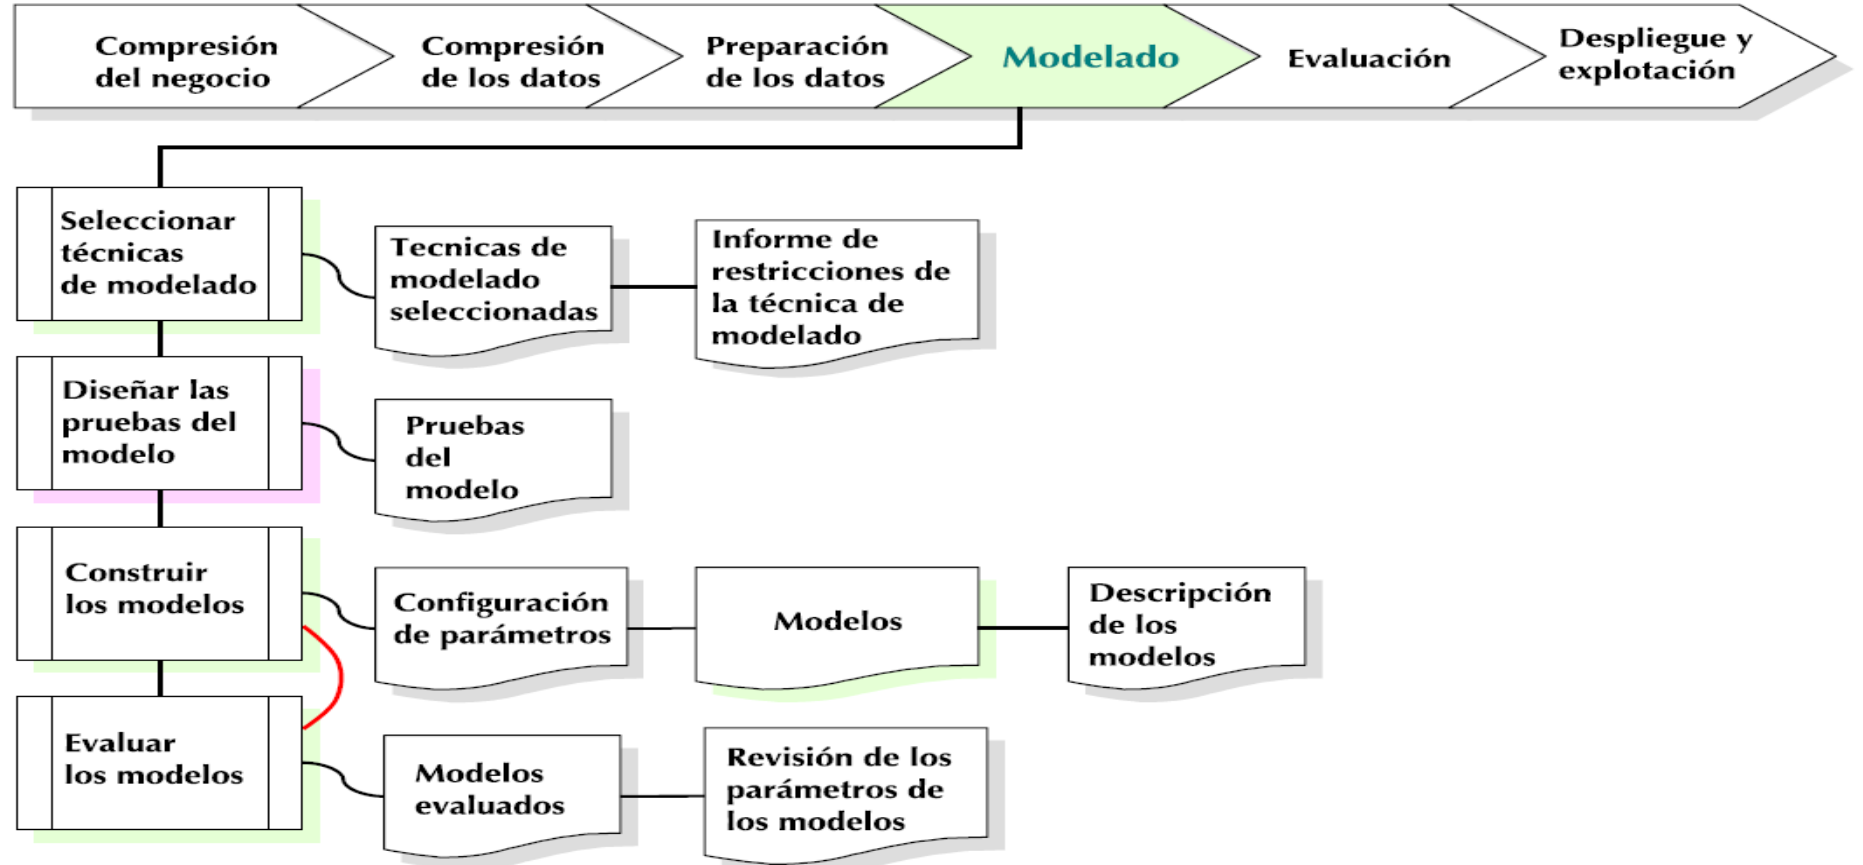 Compresión
del negocio
Compresión
de los datos
Preparación
de los datos
Modelado
Evaluación
Despliegue y
explotación
Seleccionar
técnicas
de modelado
Tecnicas de
modelado
seleccionadas
Informe de
restricciones de
la técnica de
modelado
Diseñar las
pruebas del
modelo
Pruebas
del
modelo
Construir
los modelos
Configuración
de parámetros
Modelos
Descripción
de los
modelos
Evaluar
los modelos
Modelos
evaluados
Revisión de los
parámetros de
los modelos